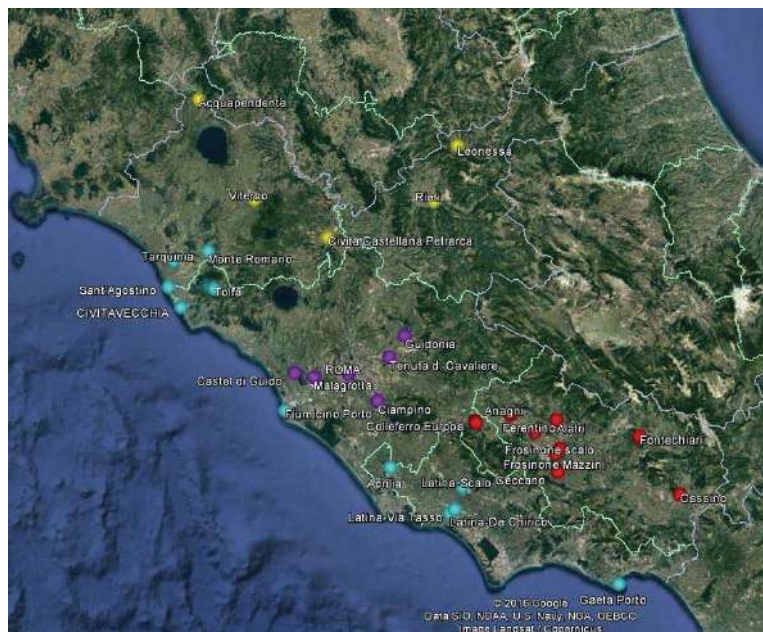 Acquapendente
Leonessa
Viterbo
Rieti
Civita Castellana Petrarca
Tarquinia
Monte Romano
Sant'Agostino
Tolfa
CIVITAVECCHIA
Guidonia
ROMA
Tenuta d. Cavaliere
Castel di Guido
Malagrotta
Fiumicino Porto
Ciampino
Anagni
Colleferro Europa
Ferentino
Alatri
Fontechiari
Frosinone scalo
Frosinone Mazzini
Aprilia
Latina-Scalo
Ceccano
Cassino
Latina-Via Tasso
Latina-De Chirico
Gaeta Porto
© 2016 Google
Data SIO, NOAA, U.S. Navy, NGA, GEBCO
Image Landsat / Copernicus